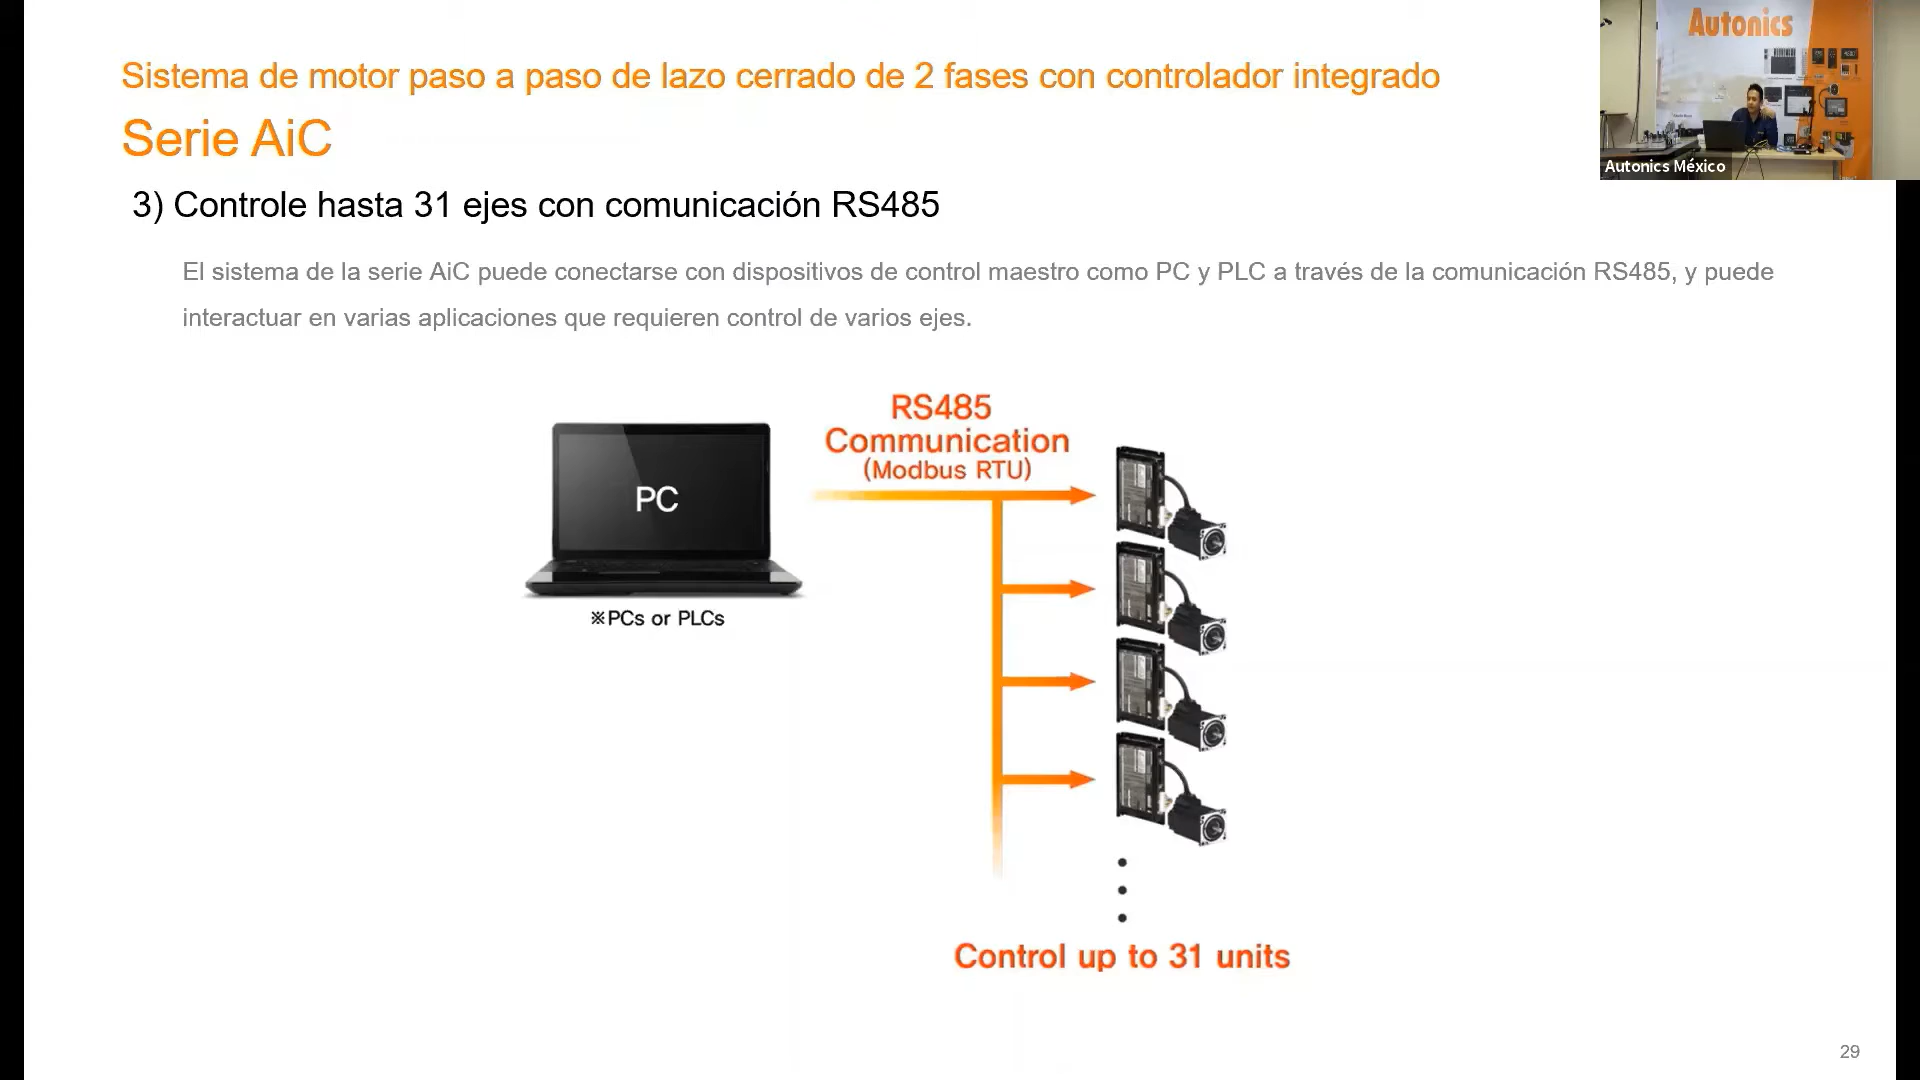 Sistema de motor paso a paso de lazo cerrado de 2 fases con controlador integrado
Serie AiC
3) Controle hasta 31 ejes con comunicación RS485
El sistema de la serie AiC puede conectarse con dispositivos de control maestro como PC y PLC a través de la comunicación RS485, y puede
interactuar en varias aplicaciones que requieren control de varios ejes.
Autonics
Autonics México
RS485
Communication
(Modbus RTU)
PC
※PCs or PLCs
Control up to 31 units
29